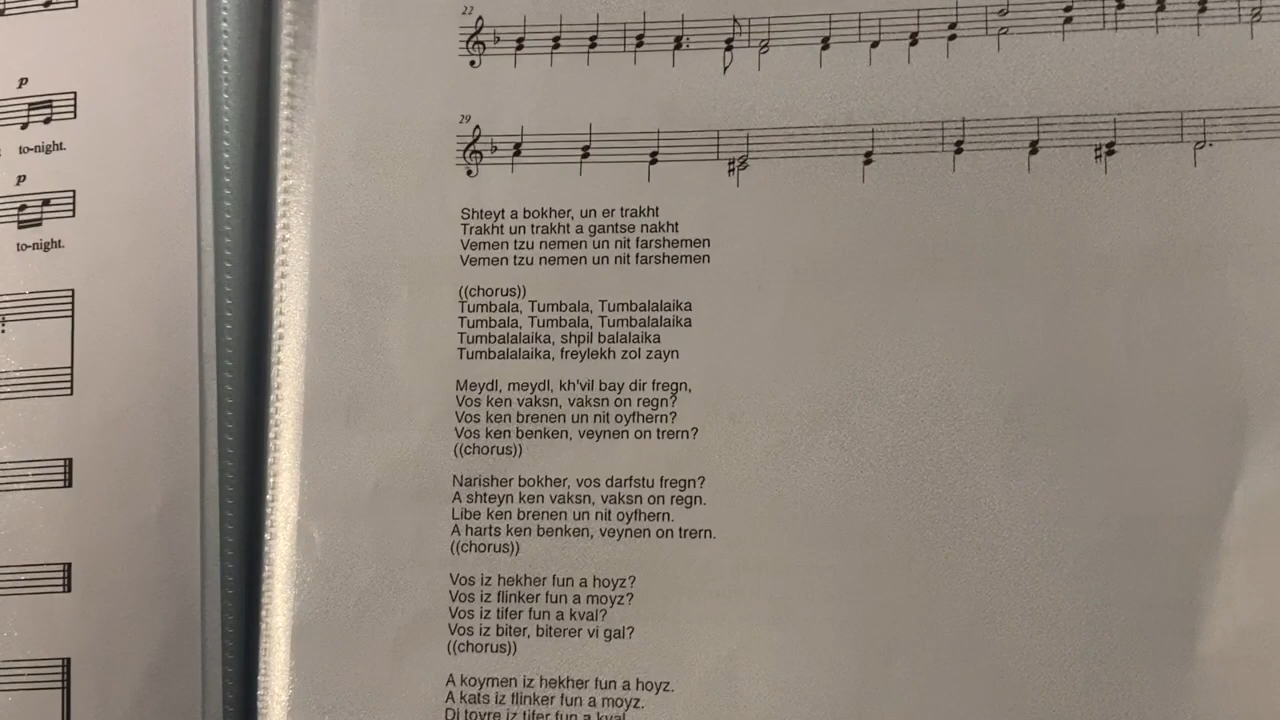 p
to-night.
p
to-night.
22
29
Shteyt a bokher, un er trakht
Trakht un trakht a gantse nakht
Vemen tzu nemen un nit farshemen
Vemen tzu nemen un nit farshemen
((chorus))
Tumbala, Tumbala, Tumbalalaika
Tumbala, Tumbala, Tumbalalaika
Tumbalalaika, shpil balalaika
Tumbalalaika, freylekh zol zayn
Meydl, meydl, kh'vil bay dir fregn,
Vos ken vaksn, vaksn on regn?
Vos ken brenen un nit oyfhern?
Vos ken benken, veynen on trern?
((chorus))
Narisher bokher, vos darfstu fregn?
A shteyn ken vaksn, vaksn on regn.
Libe ken brenen un nit oyfhern.
A harts ken benken, veynen on trern.
((chorus))
Vos iz hekher fun a hoyz?
Vos iz flinker fun a moyz?
Vos iz tifer fun a kval?
Vos iz biter, biterer vi gal?
((chorus))
A koymen iz hekher fun a hoyz.
A kats iz flinker fun a moyz.
Di toyre iz tifer fun a kval